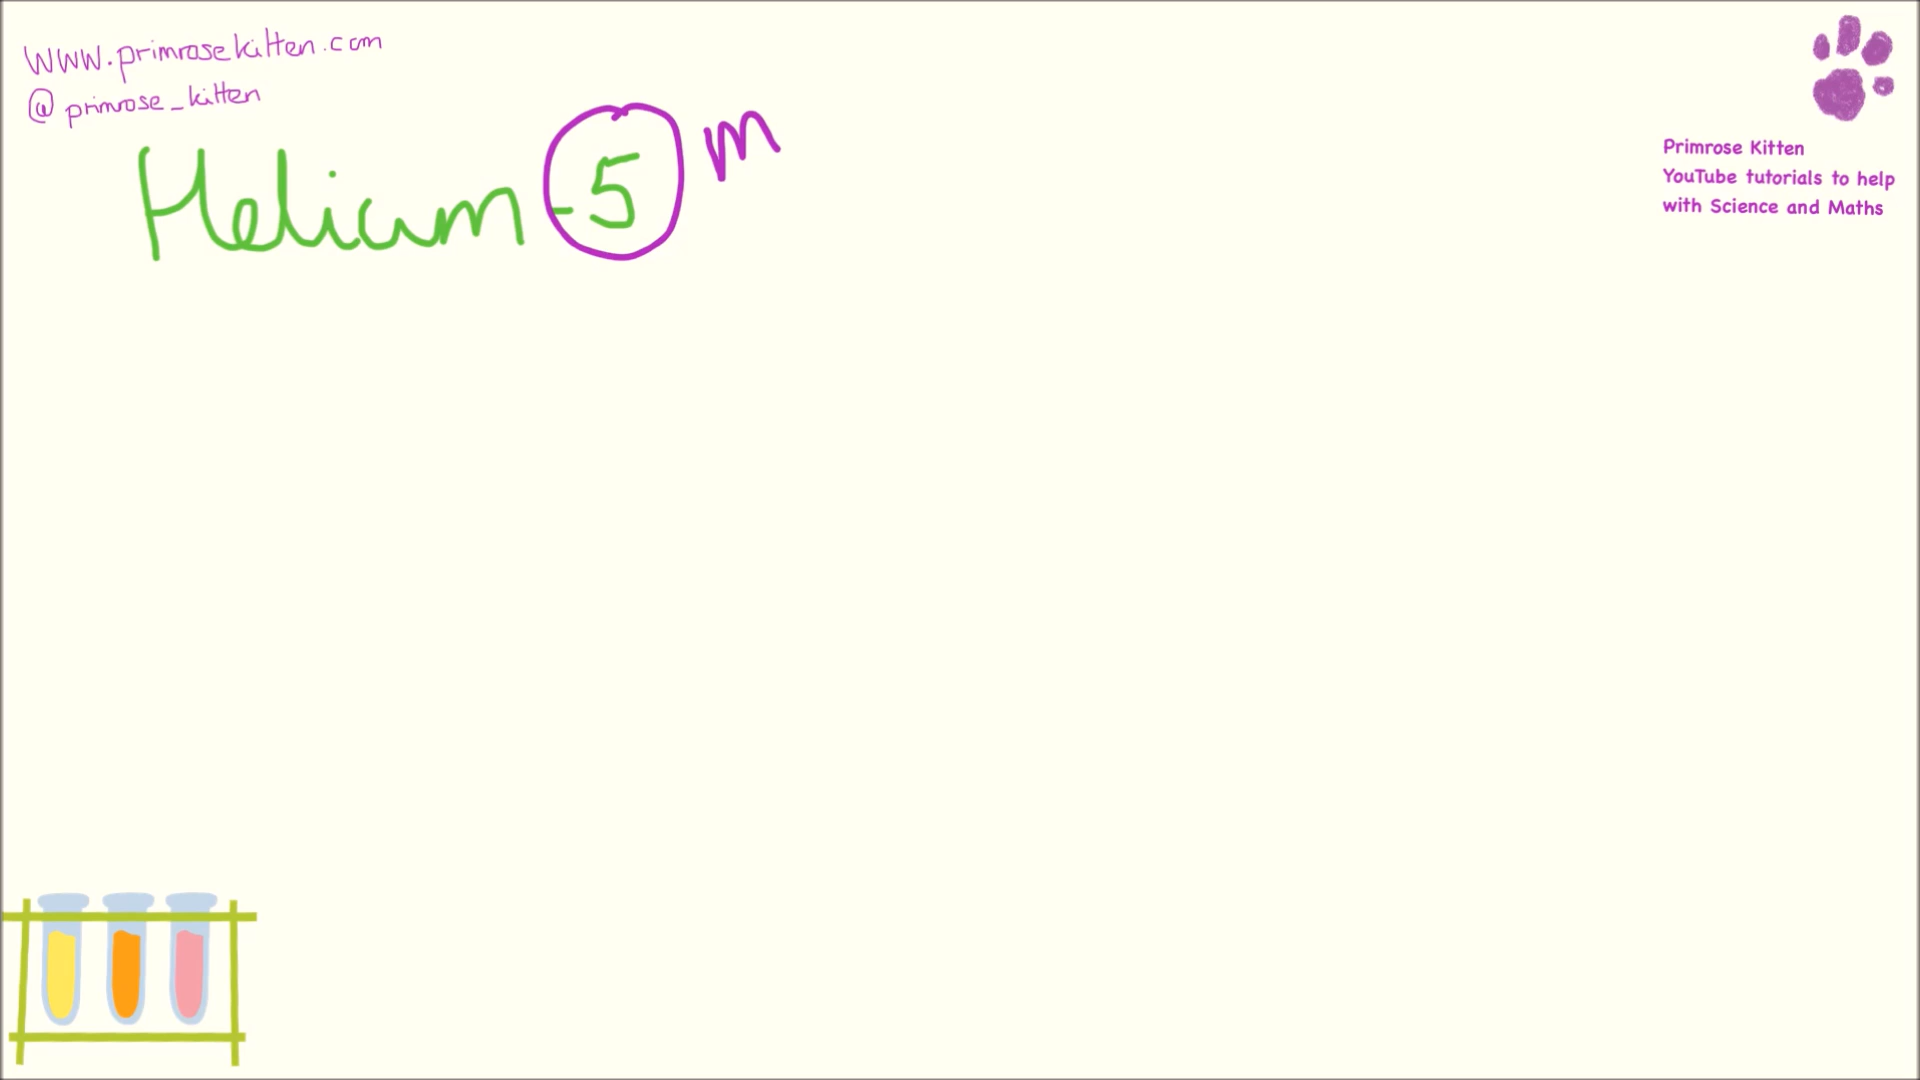 www.primrosekitten.com
@primrose_kitten
Helium -5 m
Primrose Kitten
YouTube tutorials to help
with Science and Maths